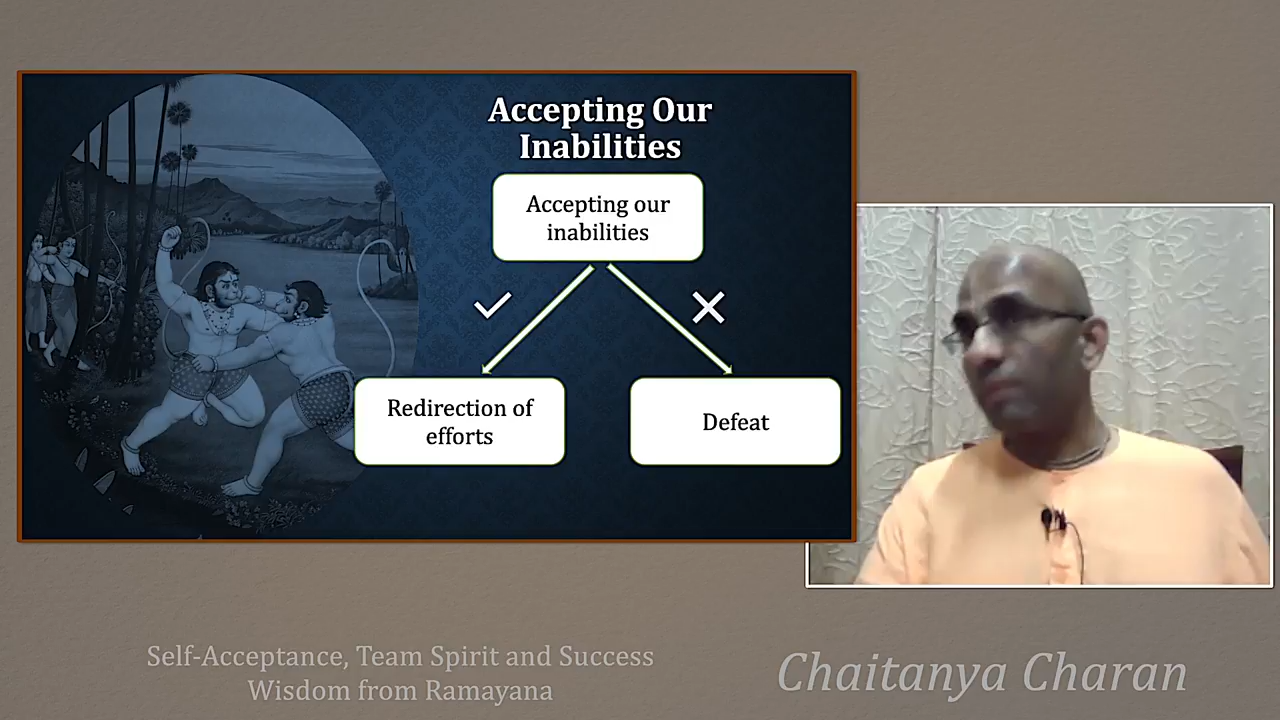 Accepting Our
Inabilities
Accepting our
inabilities
Redirection of
efforts
Defeat
Self-Acceptance, Team Spirit and Success
Wisdom from Ramayana
Chaitanya Charan